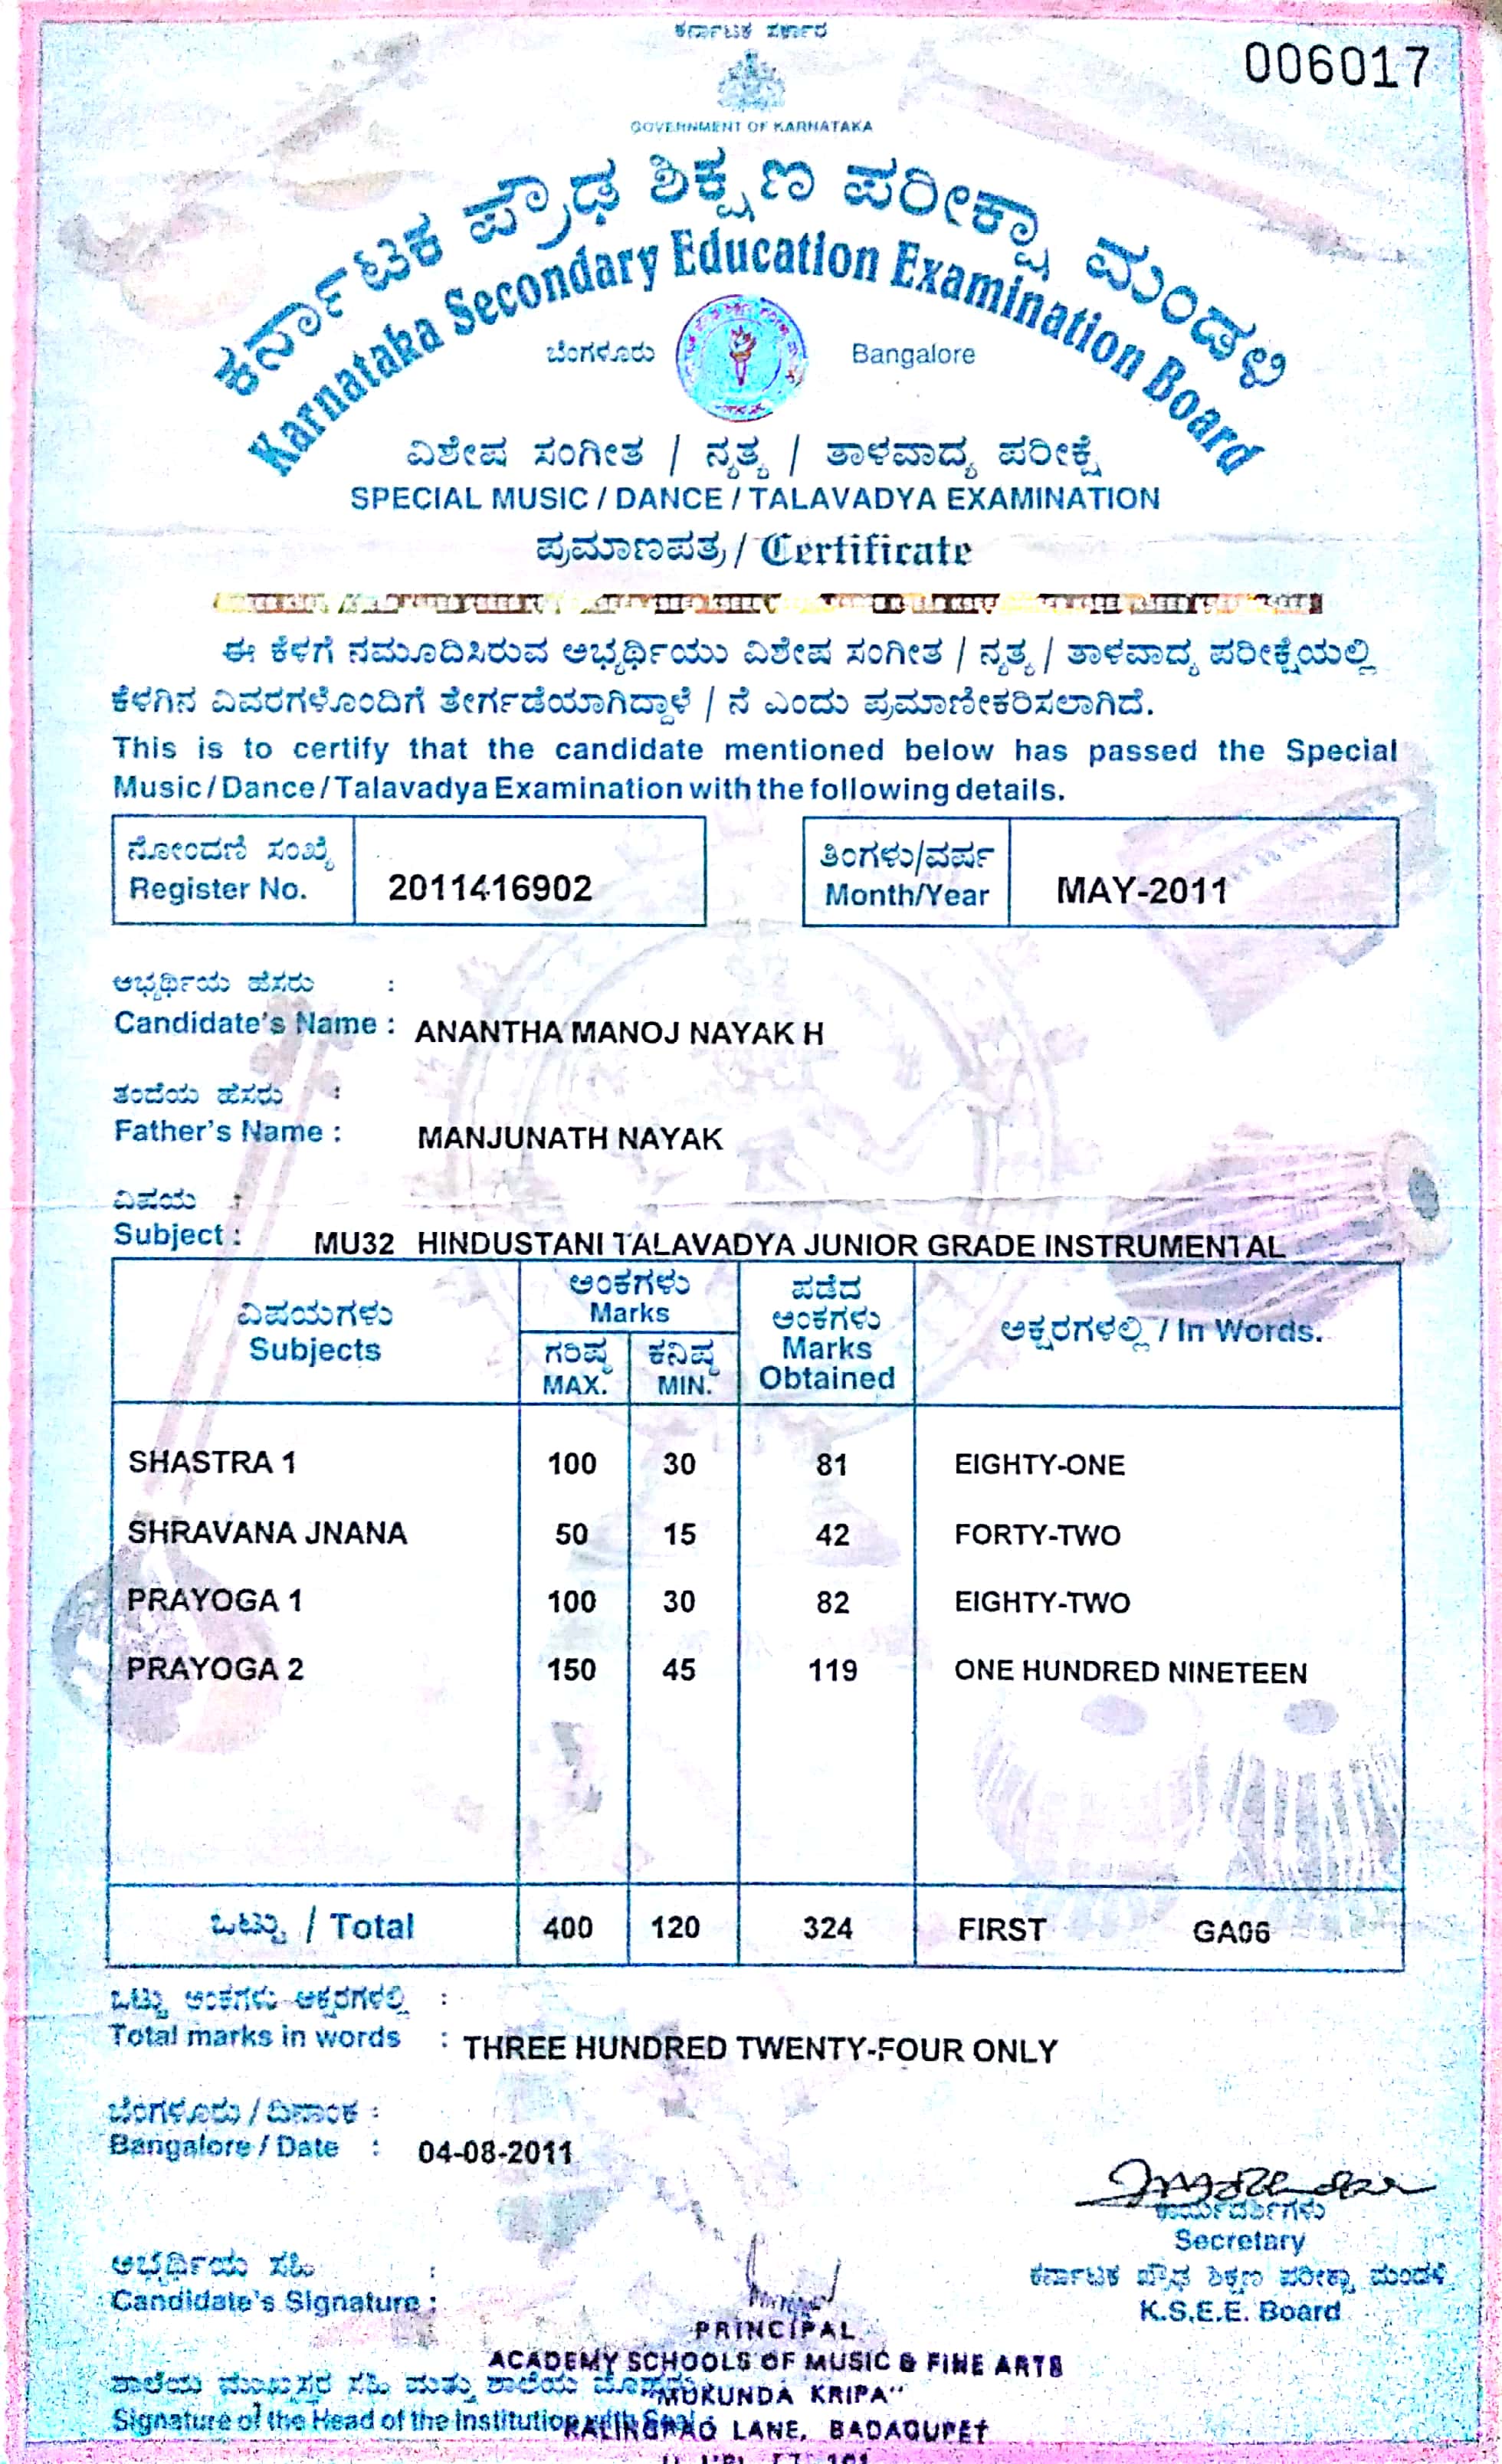 ಕರ್ನಾಟಕ ಸರ್ಕಾರ
006017
GOVERNMENT OF KARNATAKA
ಕರ್ನಾಟಕ ಪ್ರೌಢ ಶಿಕ್ಷಣ ಪರೀಕ್ಷಾ ಮಂಡಳಿ
Karnataka Secondary Education Examination Board
ಬೆಂಗಳೂರು Bangalore
ವಿಶೇಷ ಸಂಗೀತ / ನೃತ್ಯ / ತಾಳವಾದ್ಯ ಪರೀಕ್ಷೆ
SPECIAL MUSIC / DANCE / TALAVADYA EXAMINATION
ಪ್ರಮಾಣಪತ್ರ / Certificate
ಈ ಕೆಳಗೆ ನಮೂದಿಸಿರುವ ಅಭ್ಯರ್ಥಿಯು ವಿಶೇಷ ಸಂಗೀತ / ನೃತ್ಯ / ತಾಳವಾದ್ಯ ಪರೀಕ್ಷೆಯಲ್ಲಿ
ಕೆಳಗಿನ ವಿವರಗಳೊಂದಿಗೆ ತೇರ್ಗಡೆಯಾಗಿದ್ದಾಳೆ / ನೆ ಎಂದು ಪ್ರಮಾಣೀಕರಿಸಲಾಗಿದೆ.
This is to certify that the candidate mentioned below has passed the Special
Music/Dance/Talavadya Examination with the following details.
ನೋಂದಣಿ ಸಂಖ್ಯೆ
Register No. 2011416902
ತಿಂಗಳು/ವರ್ಷ
Month/Year MAY-2011
ಅಭ್ಯರ್ಥಿಯ ಹೆಸರು :
Candidate's Name : ANANTHA MANOJ NAYAK H
ತಂದೆಯ ಹೆಸರು :
Father's Name : MANJUNATH NAYAK
ವಿಷಯ :
Subject : MU32 HINDUSTANI TALAVADYA JUNIOR GRADE INSTRUMENTAL
ವಿಷಯಗಳು
Subjects
ಅಂಕಗಳು
Marks
ಗರಿಷ್ಠ
MAX.
ಕನಿಷ್ಠ
MIN.
ಪಡೆದ
ಅಂಕಗಳು
Marks
Obtained
ಅಕ್ಷರಗಳಲ್ಲಿ / In Words.
SHASTRA 1 100 30 81 EIGHTY-ONE
SHRAVANA JNANA 50 15 42 FORTY-TWO
PRAYOGA 1 100 30 82 EIGHTY-TWO
PRAYOGA 2 150 45 119 ONE HUNDRED NINETEEN
ಒಟ್ಟು / Total 400 120 324 FIRST GA06
ಒಟ್ಟು ಅಂಕಗಳು ಅಕ್ಷರಗಳಲ್ಲಿ :
Total marks in words : THREE HUNDRED TWENTY-FOUR ONLY
ಬೆಂಗಳೂರು / ದಿನಾಂಕ :
Bangalore / Date : 04-08-2011
ಕಾರ್ಯದರ್ಶಿಗಳು
Secretary
ಕರ್ನಾಟಕ ಪ್ರೌಢ ಶಿಕ್ಷಣ ಪರೀಕ್ಷಾ ಮಂಡಳಿ
K.S.E.E. Board
ಅಭ್ಯರ್ಥಿಯ ಸಹಿ :
Candidate's Signature :
PRINCIPAL
ACADEMY SCHOOLS OF MUSIC & FINE ARTS
ಶಾಲೆಯ ಮುಖ್ಯಸ್ಥರ ಸಹಿ ಮತ್ತು ಶಾಲೆಯ
"MUKUNDA KRIPA"
Signature of the Head of the Institution with Seal
LANE, BADAGUPET